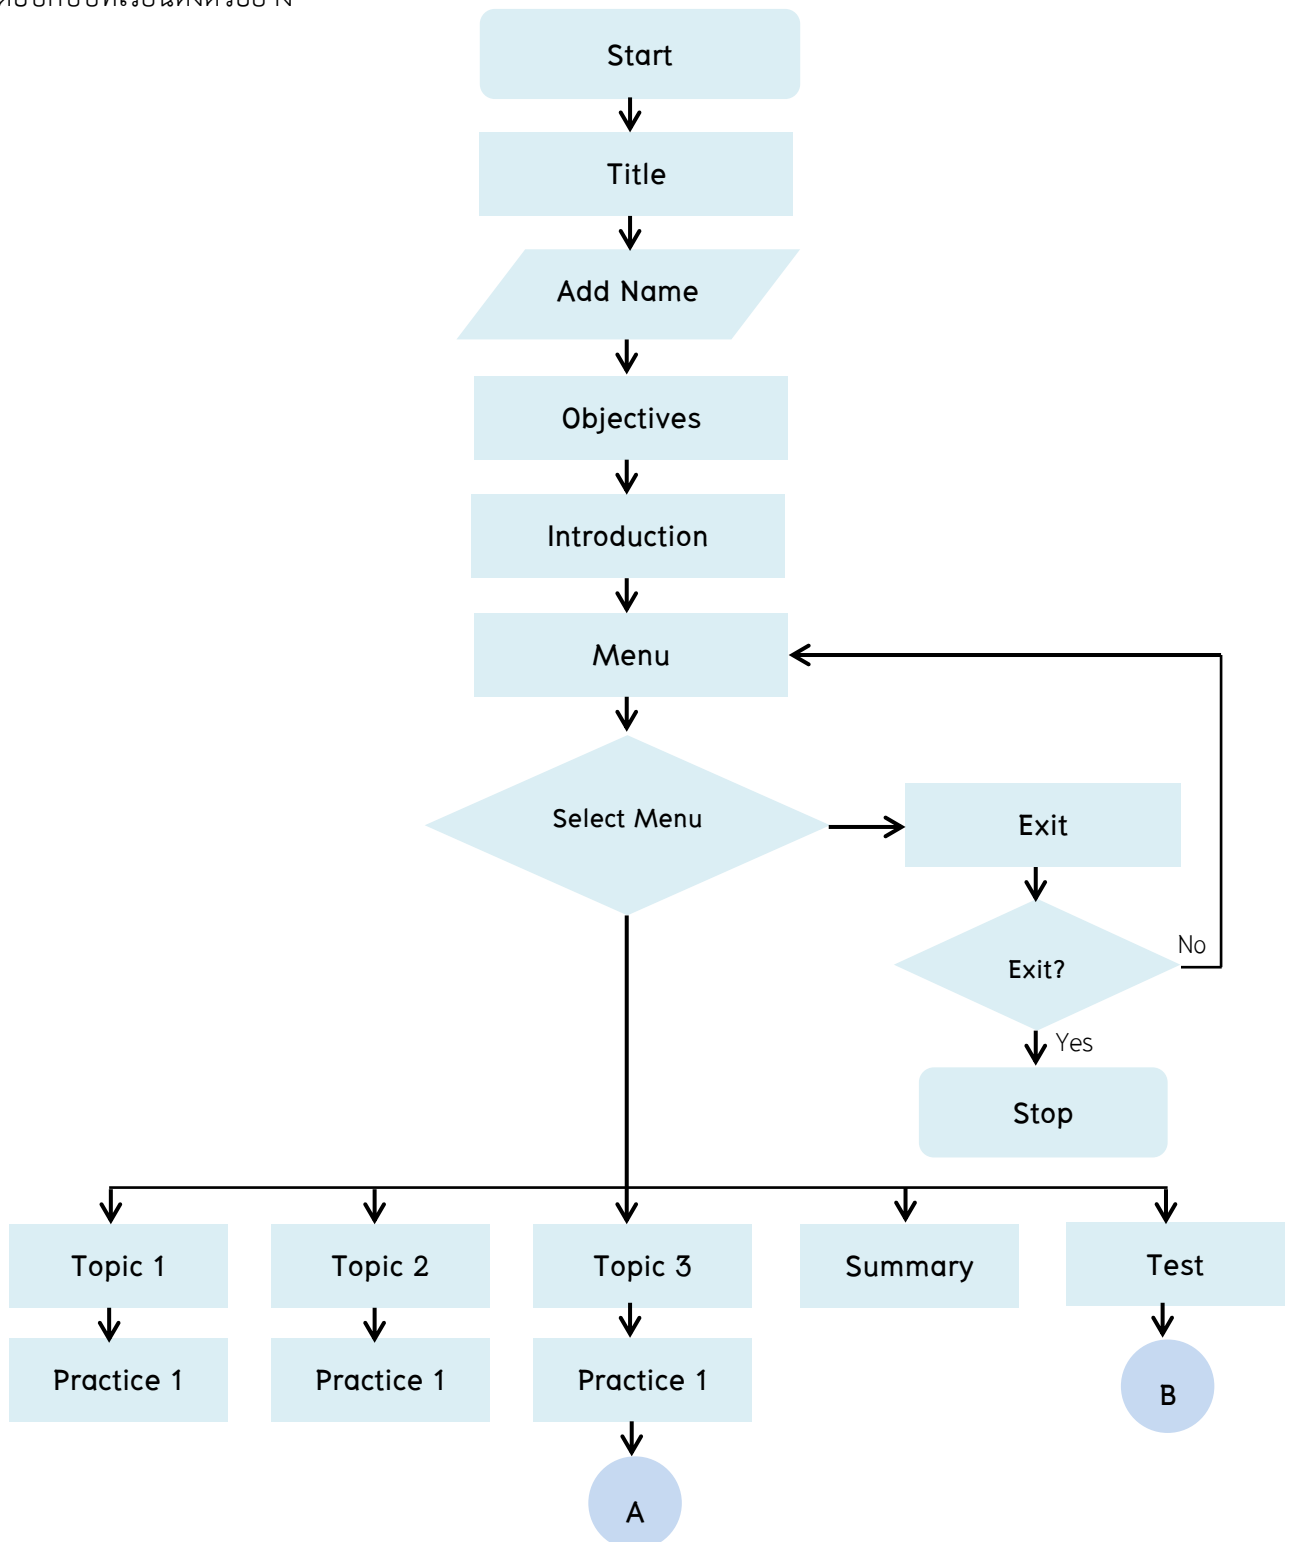 Start
Title
Add Name
Objectives
Introduction
Menu
Select Menu
Exit
No
Exit?
Yes
Stop
Topic 1
Topic 2
Topic 3
Summary
Test
Practice 1
Practice 1
Practice 1
B
A